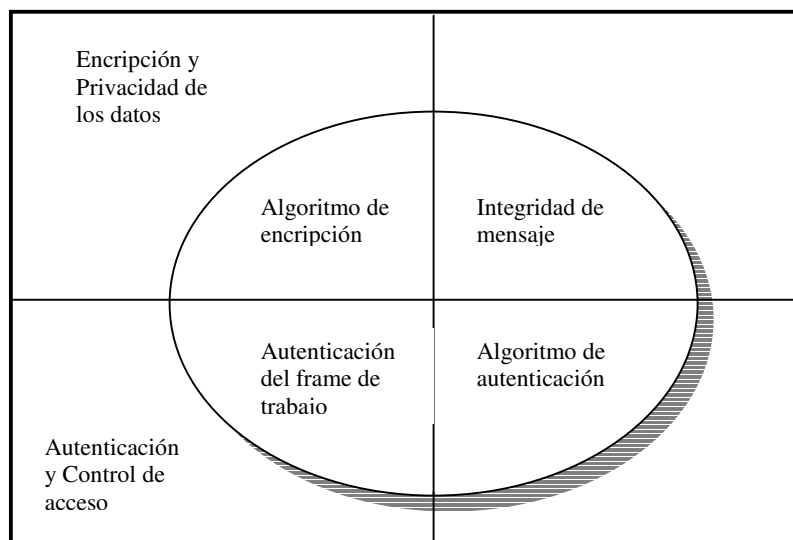 Encripción y
Privacidad de
los datos
Algoritmo de
encripción
Integridad de
mensaje
Autenticación
del frame de
trabajo
Algoritmo de
autenticación
Autenticación
y Control de
acceso